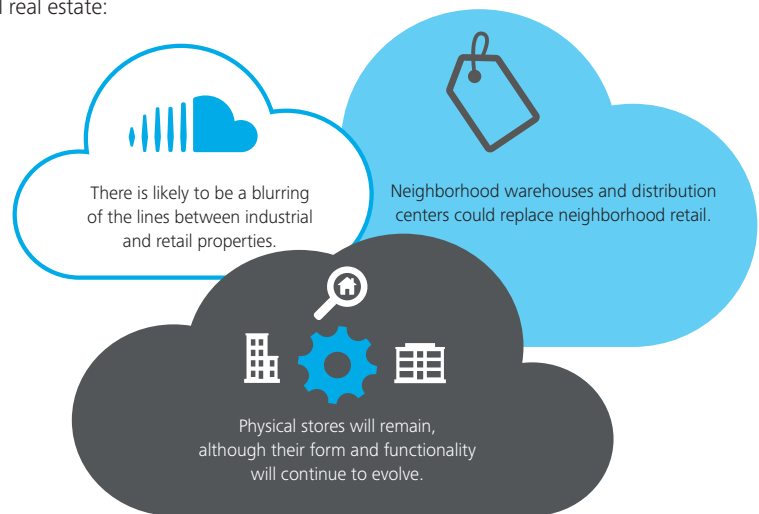 real estate:
There is likely to be a blurring
of the lines between industrial
and retail properties.
Neighborhood warehouses and distribution
centers could replace neighborhood retail.
Physical stores will remain,
although their form and functionality
will continue to evolve.